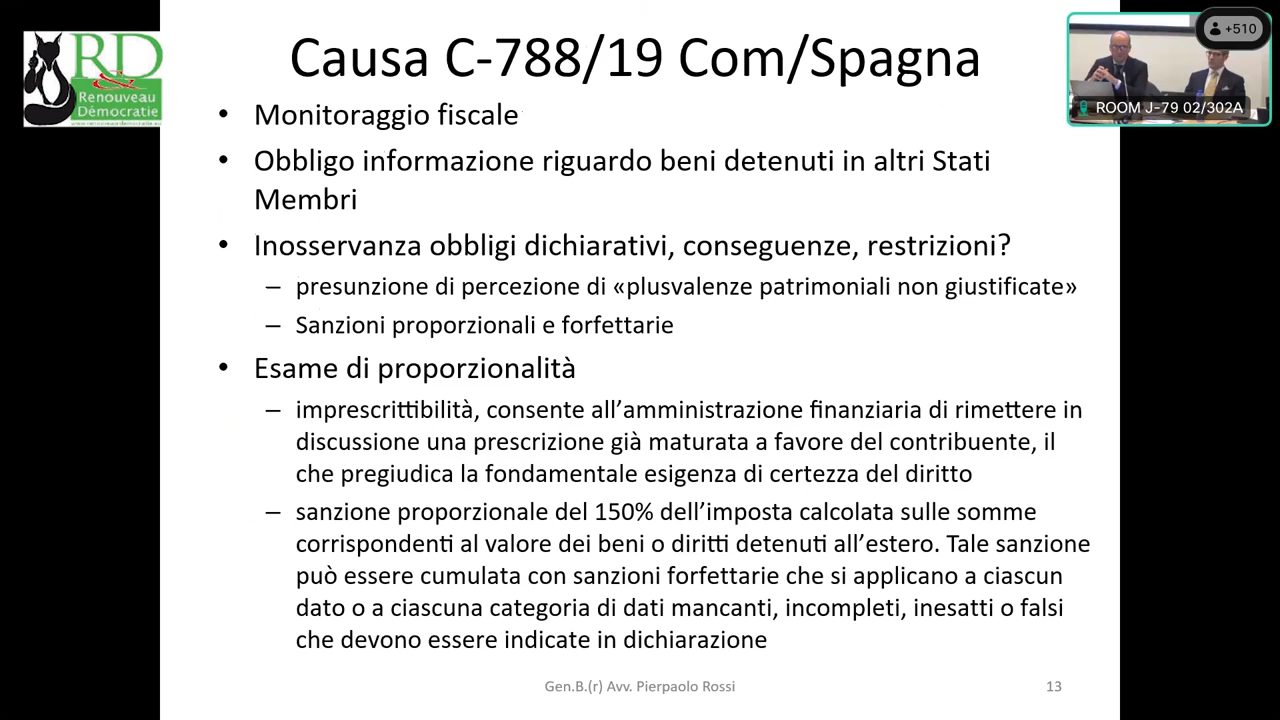 RD
Renouveau
Démocratie
Causa C-788/19 Com/Spagna
+510
ROOM J-79 02/302A
• Monitoraggio fiscale
• Obbligo informazione riguardo beni detenuti in altri Stati
Membri
• Inosservanza obbligi dichiarativi, conseguenze, restrizioni?
– presunzione di percezione di «plusvalenze patrimoniali non giustificate»
– Sanzioni proporzionali e forfettarie
• Esame di proporzionalità
– imprescrittibilità, consente all’amministrazione finanziaria di rimettere in
discussione una prescrizione già maturata a favore del contribuente, il
che pregiudica la fondamentale esigenza di certezza del diritto
– sanzione proporzionale del 150% dell’imposta calcolata sulle somme
corrispondenti al valore dei beni o diritti detenuti all’estero. Tale sanzione
può essere cumulata con sanzioni forfettarie che si applicano a ciascun
dato o a ciascuna categoria di dati mancanti, incompleti, inesatti o falsi
che devono essere indicate in dichiarazione
Gen.B.(r) Avv. Pierpaolo Rossi
13